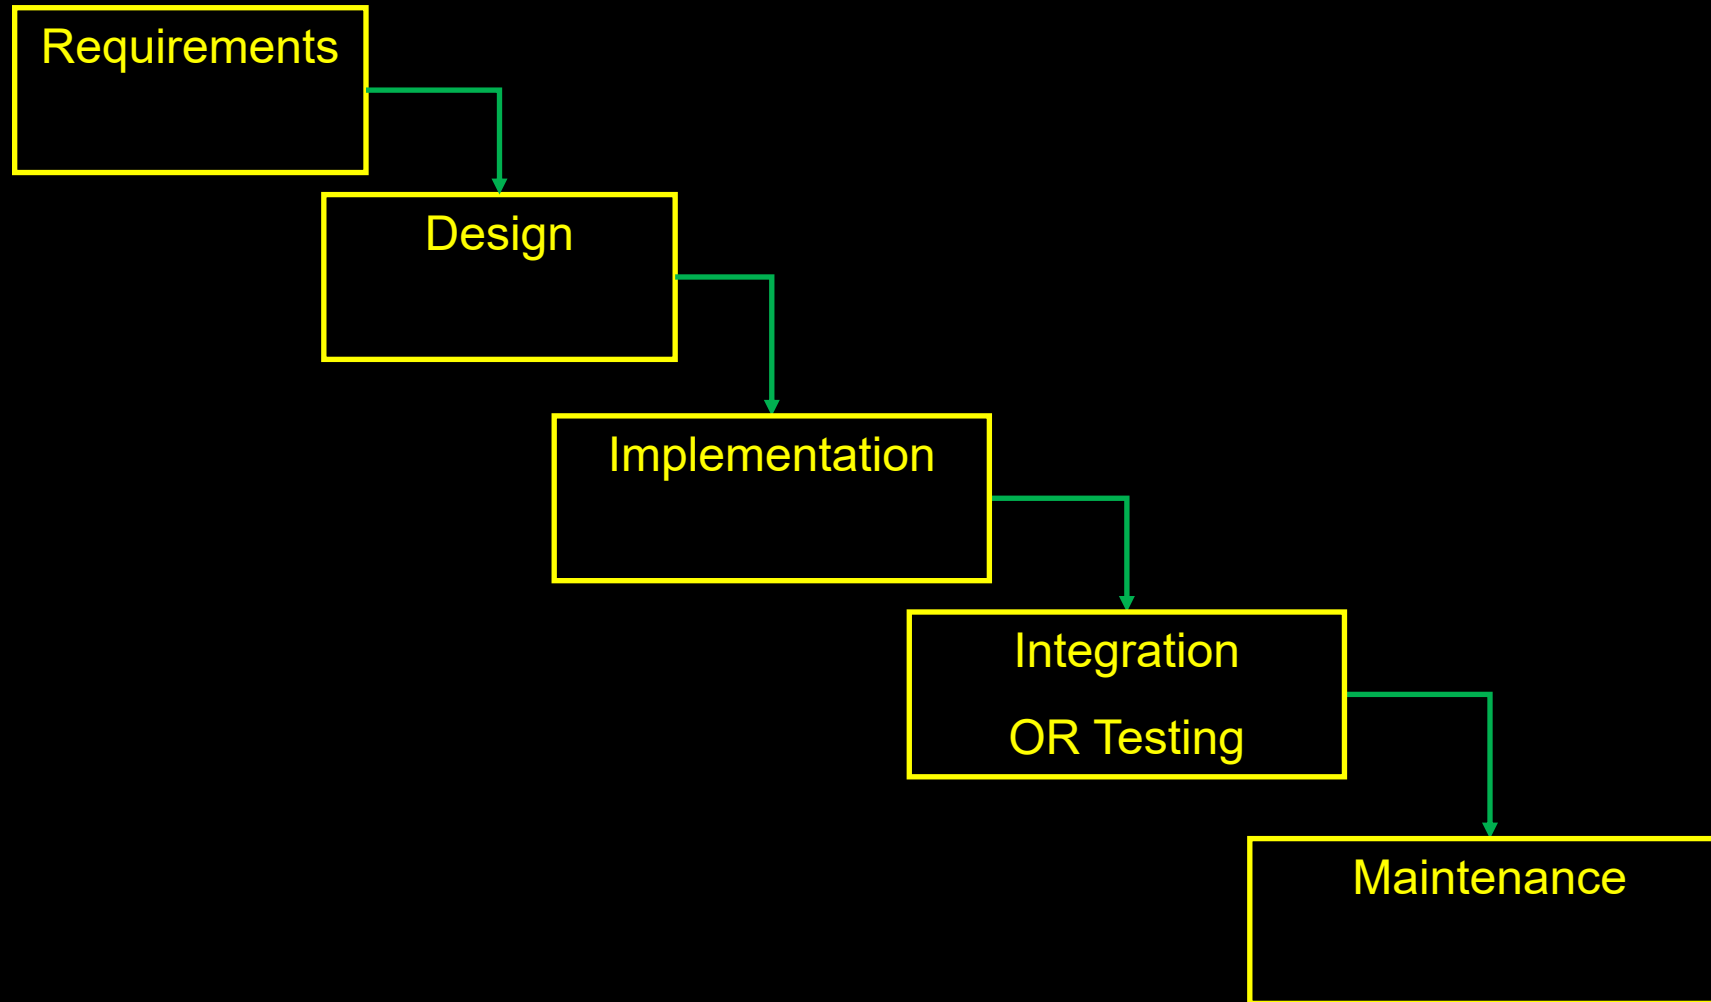 Requirements
Design
Implementation
Integration
OR Testing
Maintenance